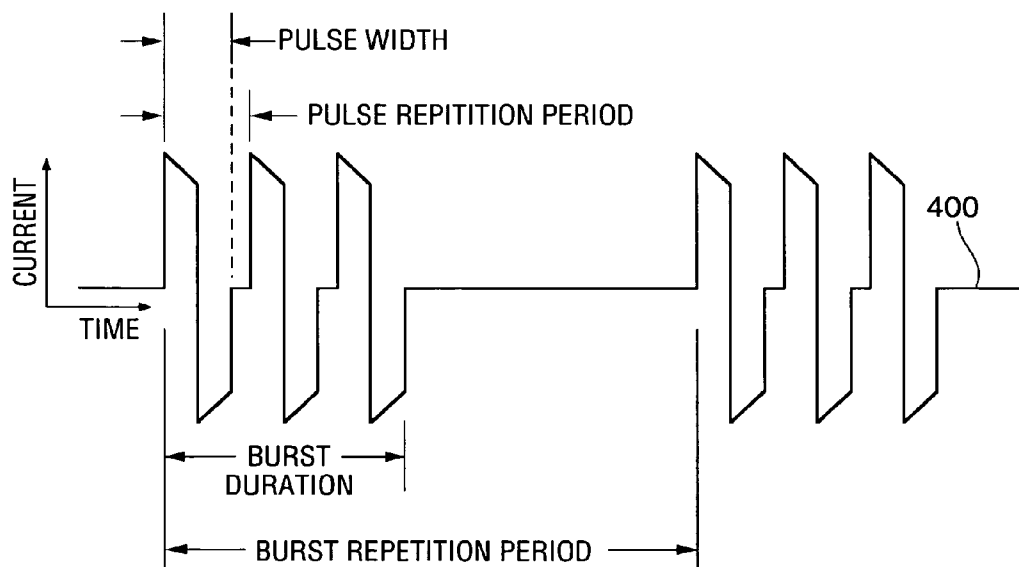 PULSE WIDTH
PULSE REPITITION PERIOD
CURRENT
400
TIME
BURST
DURATION
BURST REPETITION PERIOD